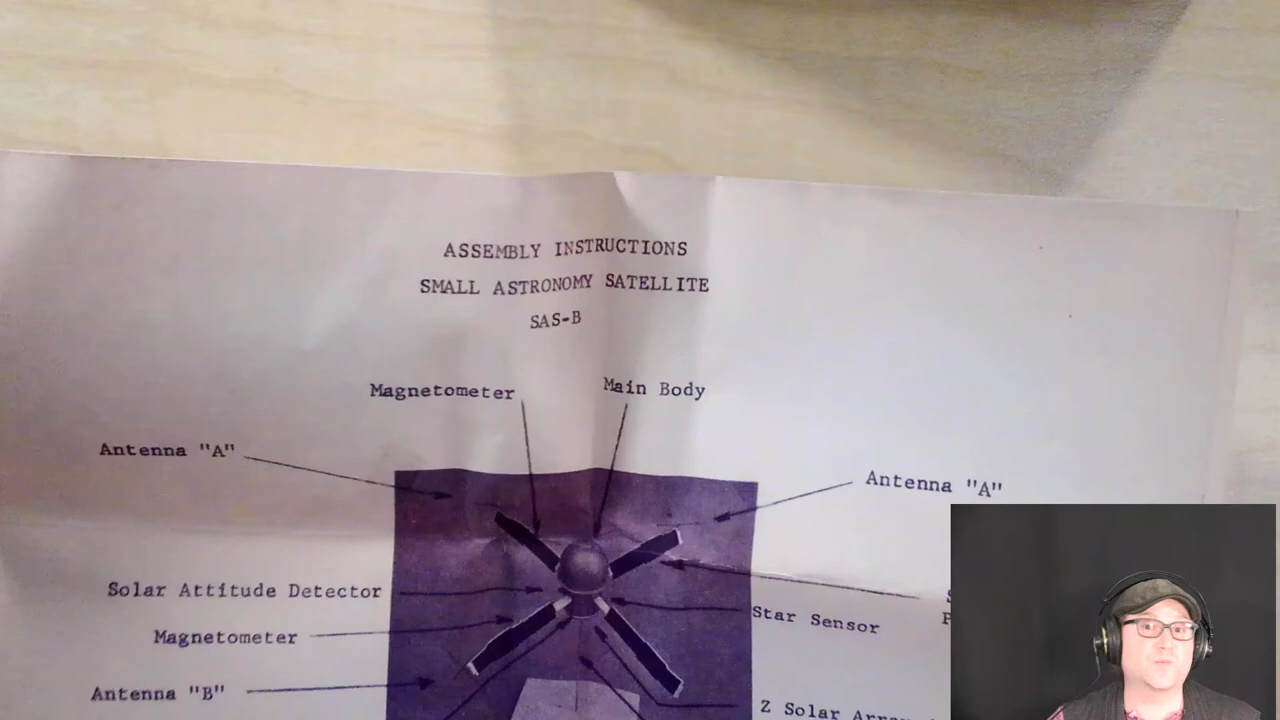 ASSEMBLY INSTRUCTIONS
SMALL ASTRONOMY SATELLITE
SAS-B
Magnetometer
Main Body
Antenna "A"
Antenna "A"
Solar Attitude Detector
Star Sensor
Magnetometer
Antenna "B"
Z Solar